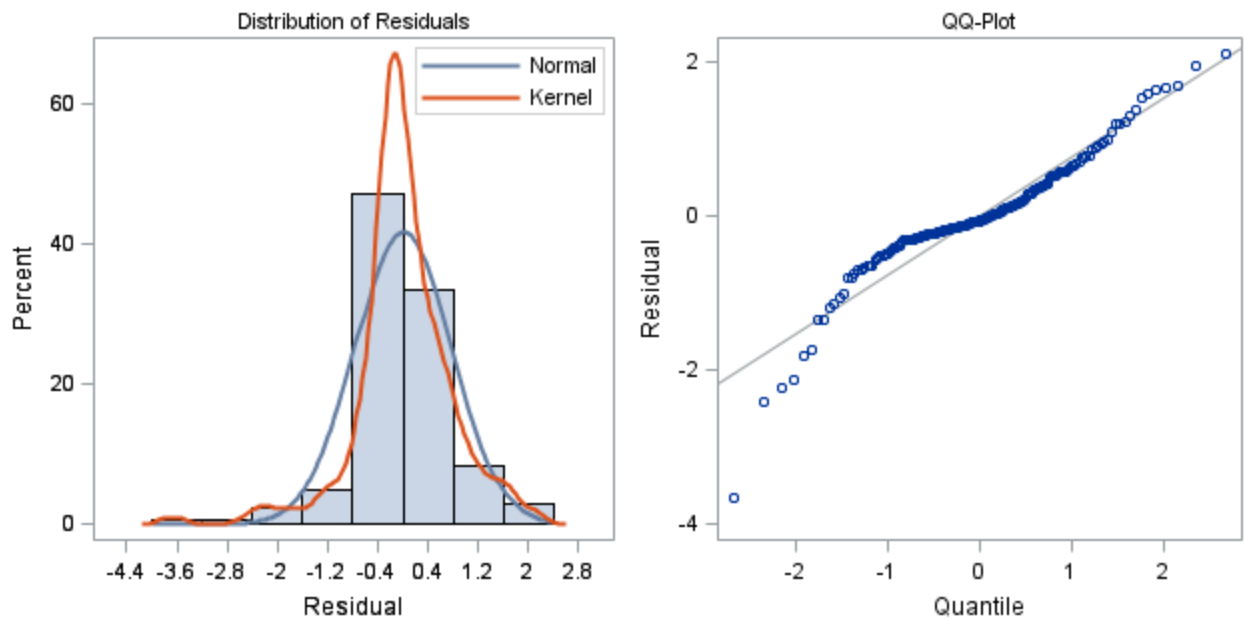 Distribution of Residuals
Normal
Kernel
60
40
20
0
Percent
-4.4 -3.6 -2.8 -2 -1.2 -0.4 0.4 1.2 2 2.8
Residual
QQ-Plot
2
0
-2
-4
Residual
-2 -1 0 1 2
Quantile